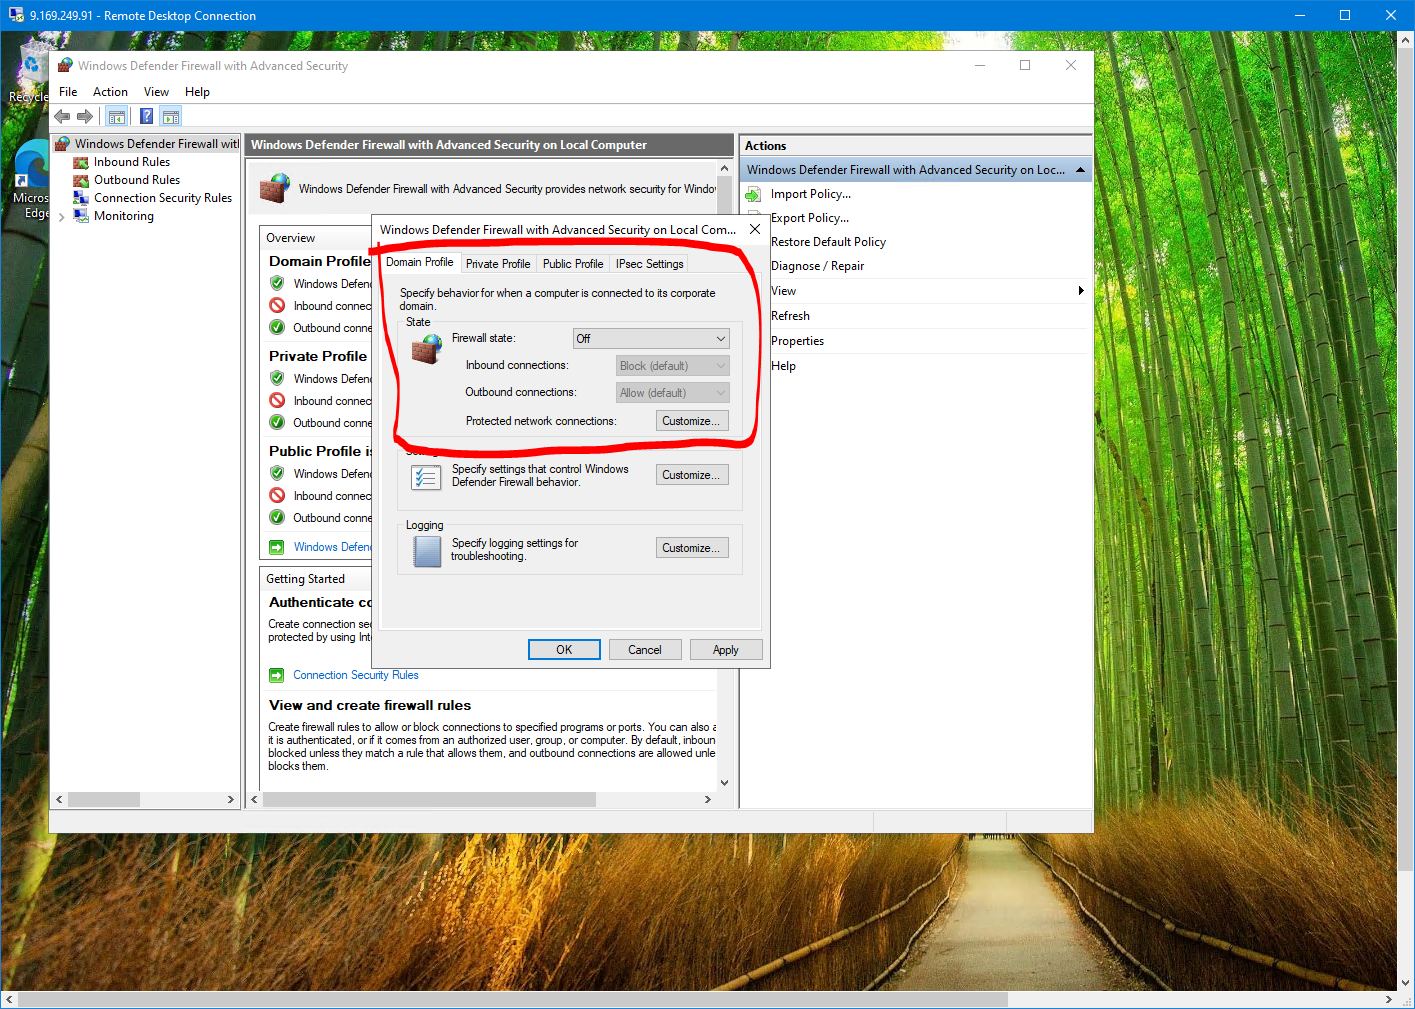 9.169.249.91 - Remote Desktop Connection
Recycle
Micros
Edge
Windows Defender Firewall with Advanced Security
File Action View Help
Windows Defender Firewall wit
Inbound Rules
Outbound Rules
Connection Security Rules
Monitoring
Windows Defender Firewall with Advanced Security on Local Computer
Windows Defender Firewall with Advanced Security provides network security for Window
Overview
Domain Profile
Windows Defen
Inbound connec
Outbound conne
Private Profile
Windows Defen
Inbound connec
Outbound conne
Public Profile is
Windows Defen
Inbound connec
Outbound conne
Windows Defen
Getting Started
Authenticate co
Create connection sec
protected by using Inte
Connection Security Rules
View and create firewall rules
Create firewall rules to allow or block connections to specified programs or ports. You can also a
it is authenticated, or if it comes from an authorized user, group, or computer. By default, inboun
blocked unless they match a rule that allows them, and outbound connections are allowed unle
blocks them.
Windows Defender Firewall with Advanced Security on Local Com...
Domain Profile Private Profile Public Profile IPsec Settings
Specify behavior for when a computer is connected to its corporate
domain.
State
Firewall state: Off
Inbound connections: Block (default)
Outbound connections: Allow (default)
Protected network connections: Customize...
Specify settings that control Windows
Defender Firewall behavior.
Customize...
Logging
Specify logging settings for
troubleshooting.
Customize...
OK Cancel Apply
Actions
Windows Defender Firewall with Advanced Security on Loc...
Import Policy...
Export Policy...
Restore Default Policy
Diagnose / Repair
View
Refresh
Properties
Help